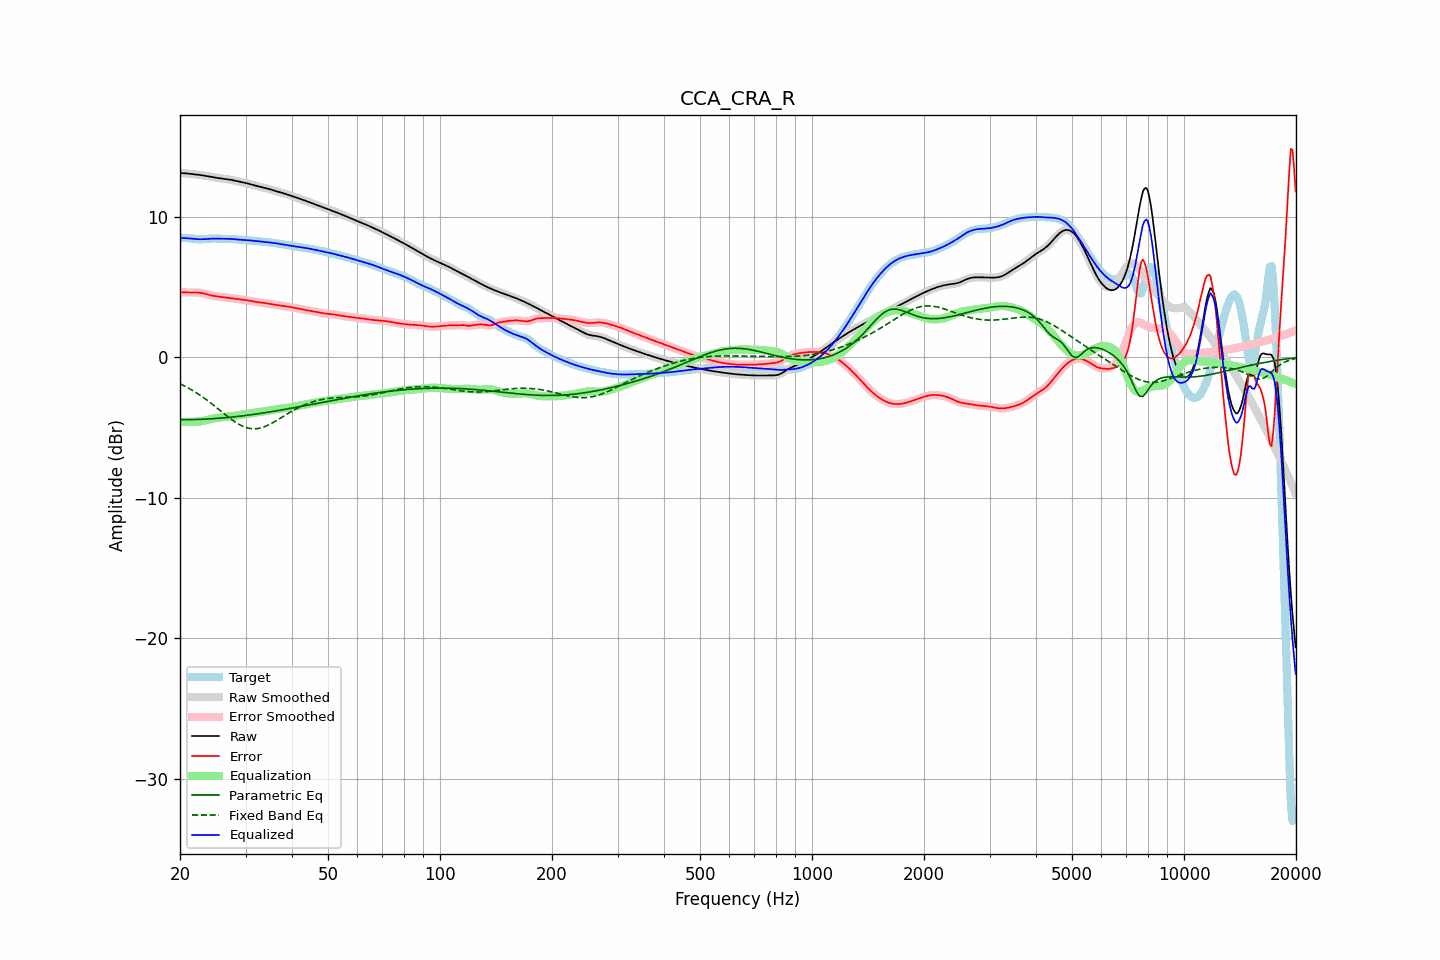 CCA_CRA_R
10
0
−10
−20
−30
Amplitude (dBr)
Target
Raw Smoothed
Error Smoothed
Raw
Error
Equalization
Parametric Eq
Fixed Band Eq
Equalized
20 50 100 200 500 1000 2000 5000 10000 20000
Frequency (Hz)